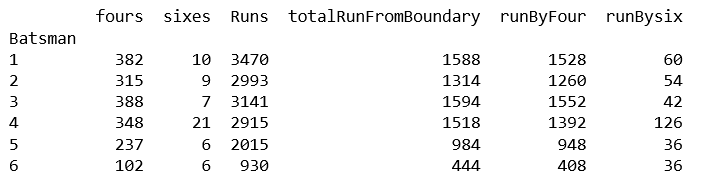 fours sixes Runs totalRunFromBoundary runByFour runBysix
Batsman
1 382 10 3470 1588 1528 60
2 315 9 2993 1314 1260 54
3 388 7 3141 1594 1552 42
4 348 21 2915 1518 1392 126
5 237 6 2015 984 948 36
6 102 6 930 444 408 36